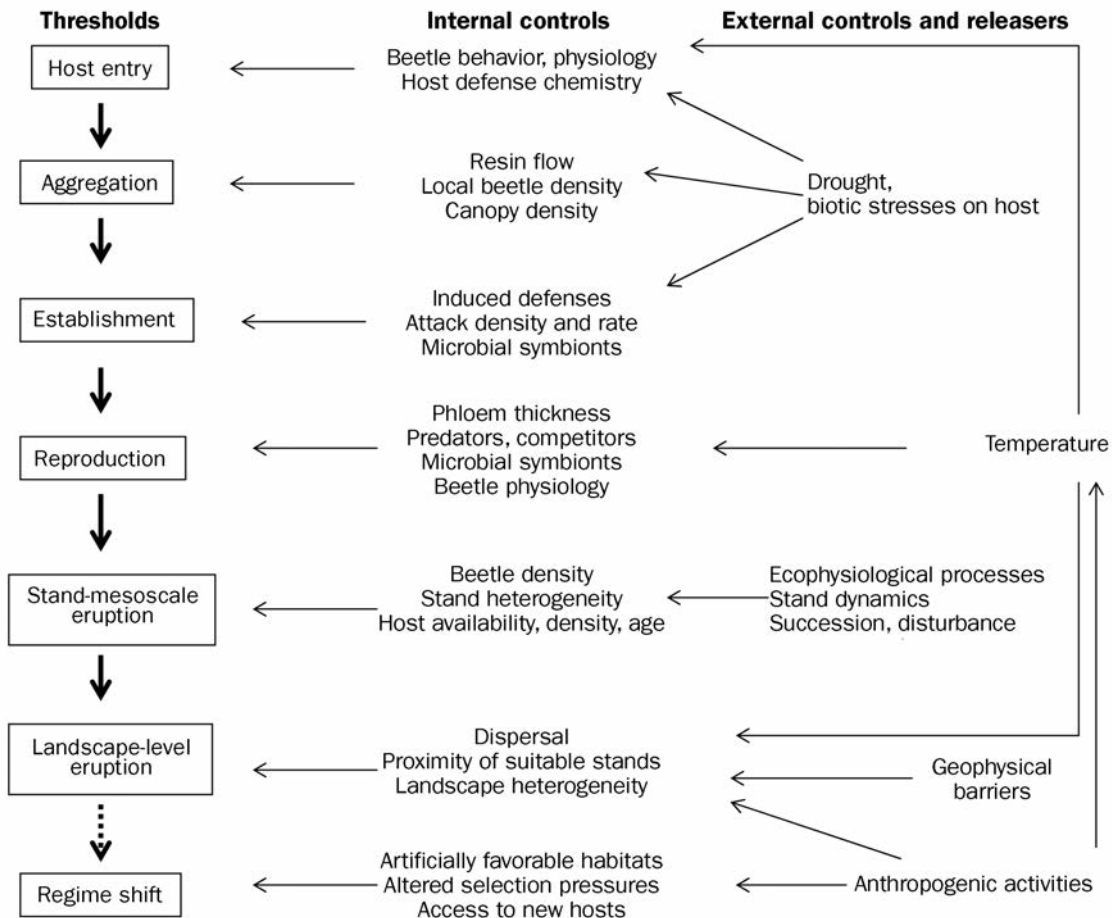 Thresholds
Internal controls
External controls and releasers
Host entry
Beetle behavior, physiology
Host defense chemistry
Aggregation
Resin flow
Local beetle density
Canopy density
Drought,
biotic stresses on host
Establishment
Induced defenses
Attack density and rate
Microbial symbionts
Reproduction
Phloem thickness
Predators, competitors
Microbial symbionts
Beetle physiology
Temperature
Stand-mesoscale
eruption
Beetle density
Stand heterogeneity
Host availability, density, age
Ecophysiological processes
Stand dynamics
Succession, disturbance
Landscape-level
eruption
Dispersal
Proximity of suitable stands
Landscape heterogeneity
Geophysical
barriers
Regime shift
Artificially favorable habitats
Altered selection pressures
Access to new hosts
Anthropogenic activities